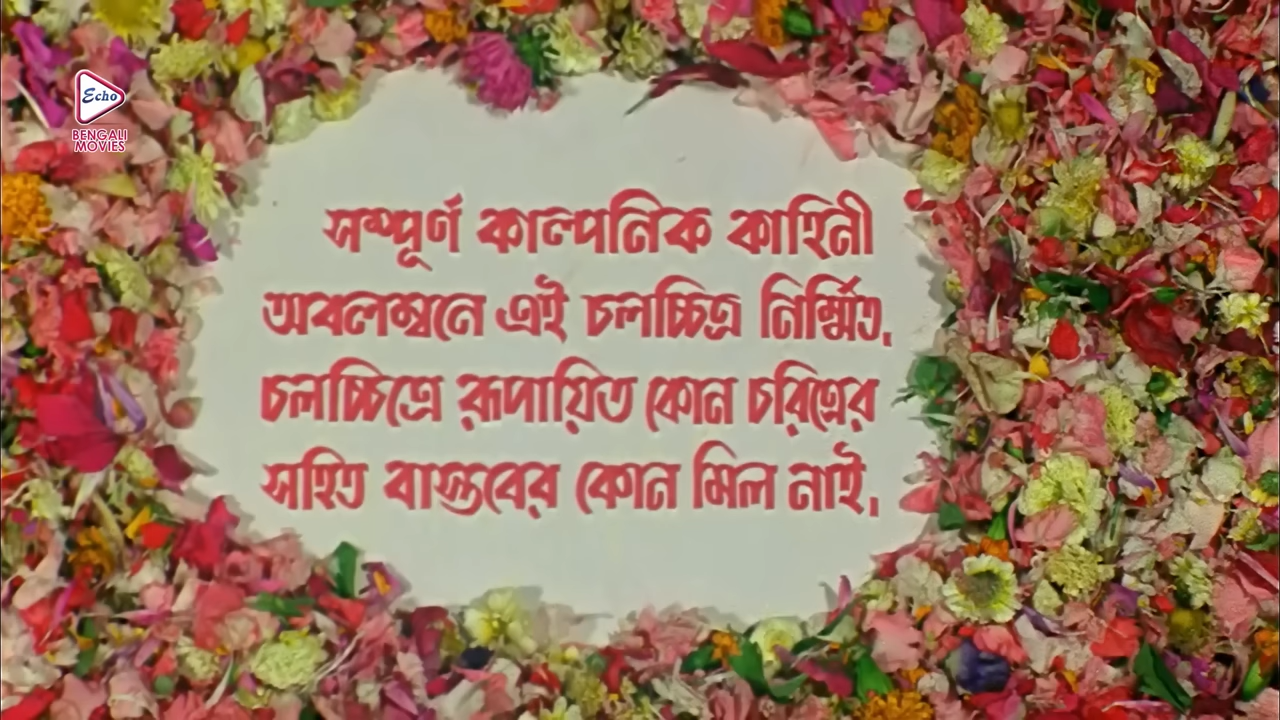 Echo
BENGALI
MOVIES
সম্পূর্ণ কাল্পনিক কাহিনী
অবলম্বনে এই চলচ্চিত্র নির্ম্মিত.
চলচ্চিত্রে রূপায়িত কোন চরিত্রের
সহিত বাস্তবের কোন মিল নাই.